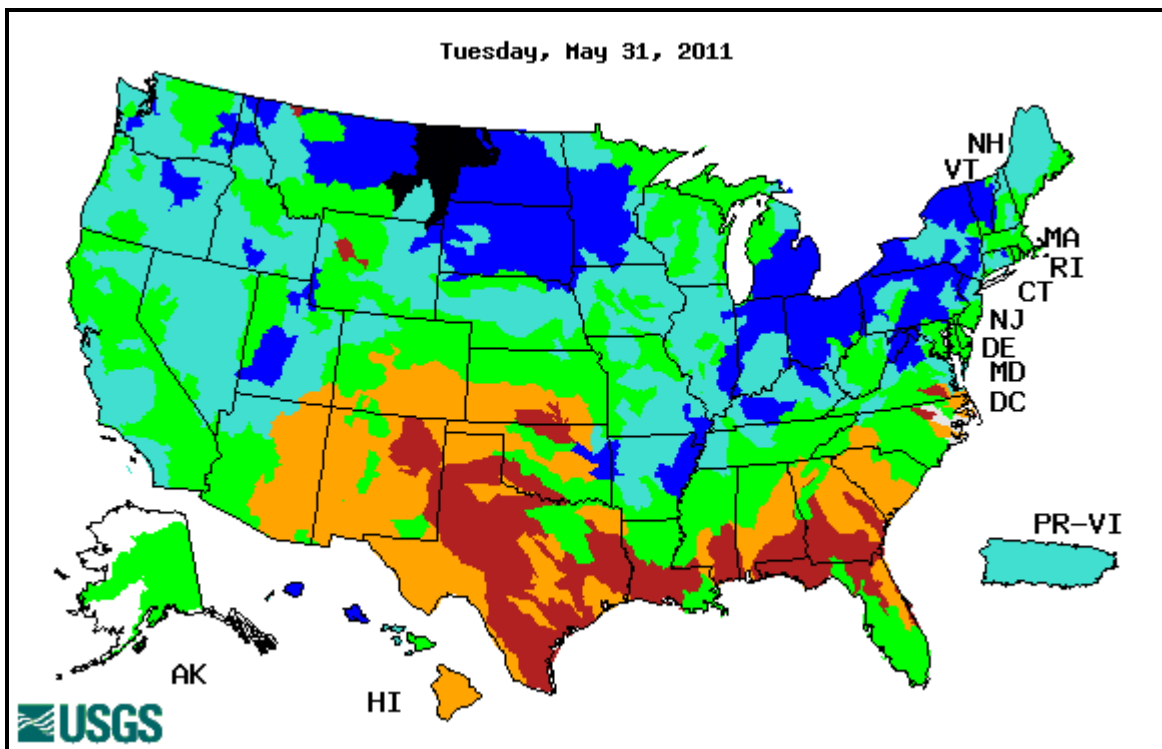 Tuesday, May 31, 2011
NH
VT
MA
RI
CT
NJ
DE
MD
DC
PR-VI
AK
HI
USGS